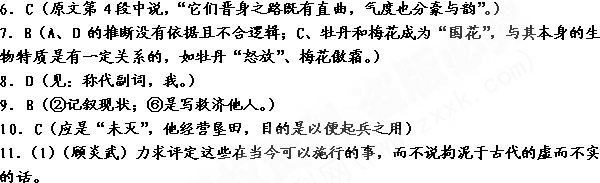 6．C（原文第 4 段中说，“它们晋身之路既有直曲，气度也分豪与韵”。）
7．B（A、D 的推断没有依据且不合逻辑；C、牡丹和梅花成为“国花”，与其本身的生
物特质是有一定关系的，如牡丹“怒放”、梅花傲霜。）
8．D（见：称代副词，我。）
9．B（②记叙现状；⑥是写救济他人。）
10．C（应是“未灭”，他经营垦田，目的是以便起兵之用）
11．（1）（顾炎武）力求评定这些在当今可以施行的事，而不说拘泥于古代的虚而不实
的话。